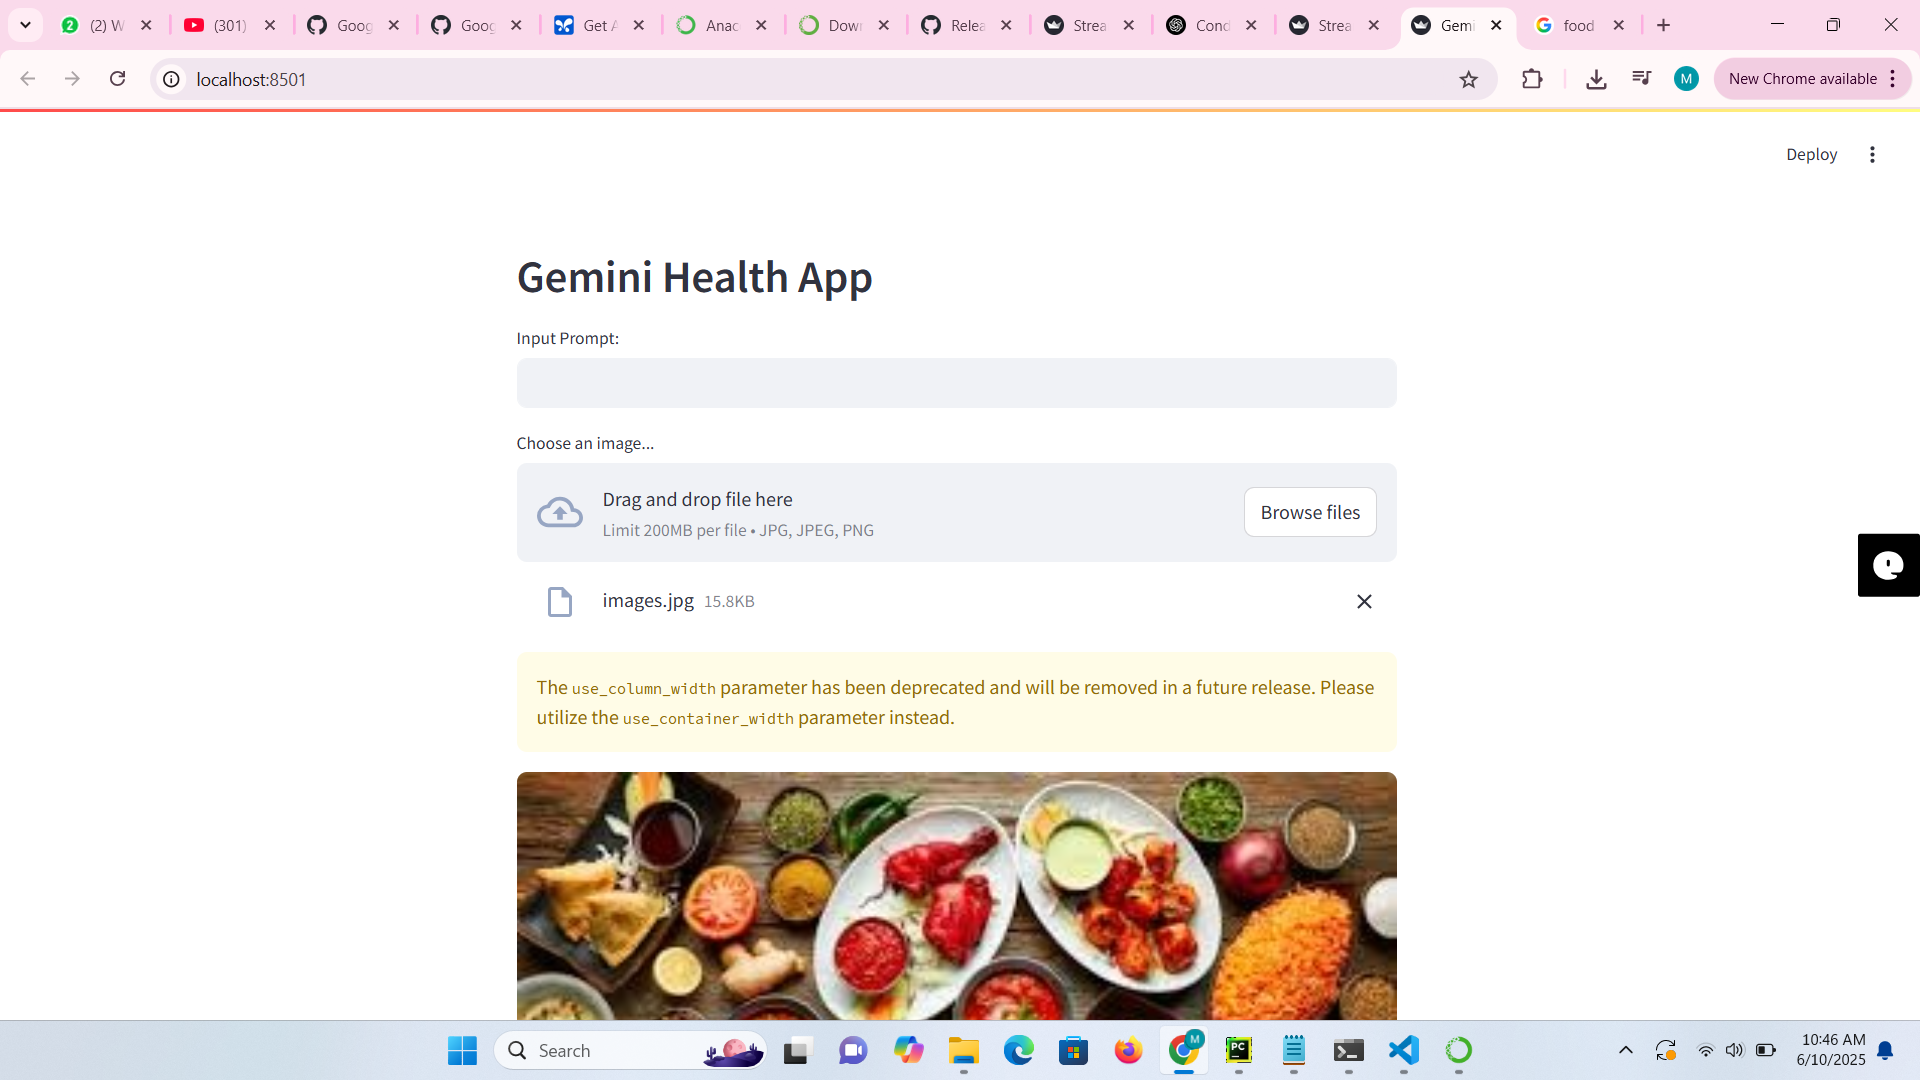 (2) W
(301)
Goog
Goog
Get A
Anac
Down
Relea
Strea
Cond
Strea
Gemi
food
localhost:8501
M
New Chrome available
Deploy
Gemini Health App
Input Prompt:
Choose an image...
Drag and drop file here
Limit 200MB per file • JPG, JPEG, PNG
Browse files
images.jpg 15.8KB
The use_column_width parameter has been deprecated and will be removed in a future release. Please
utilize the use_container_width parameter instead.
Search
M
PC
10:46 AM
6/10/2025